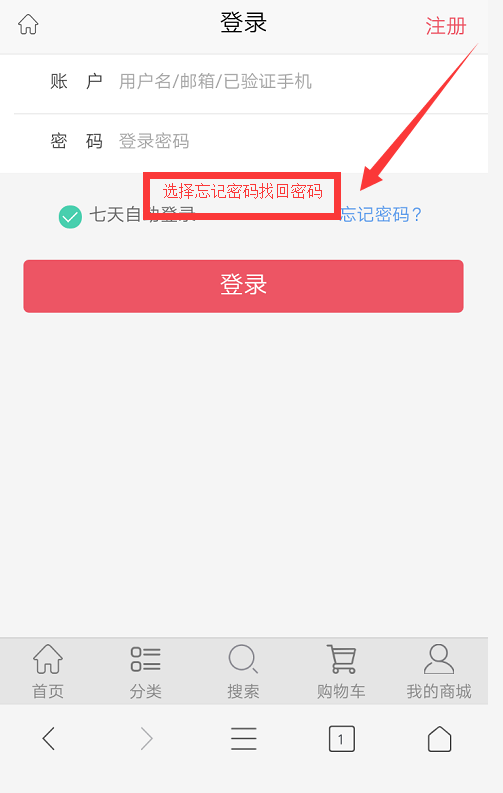 登录
注册
账 户 用户名/邮箱/已验证手机
密 码 登录密码
选择忘记密码找回密码
七天自动登录
忘记密码?
登录
首页 分类 搜索 购物车 我的商城
1